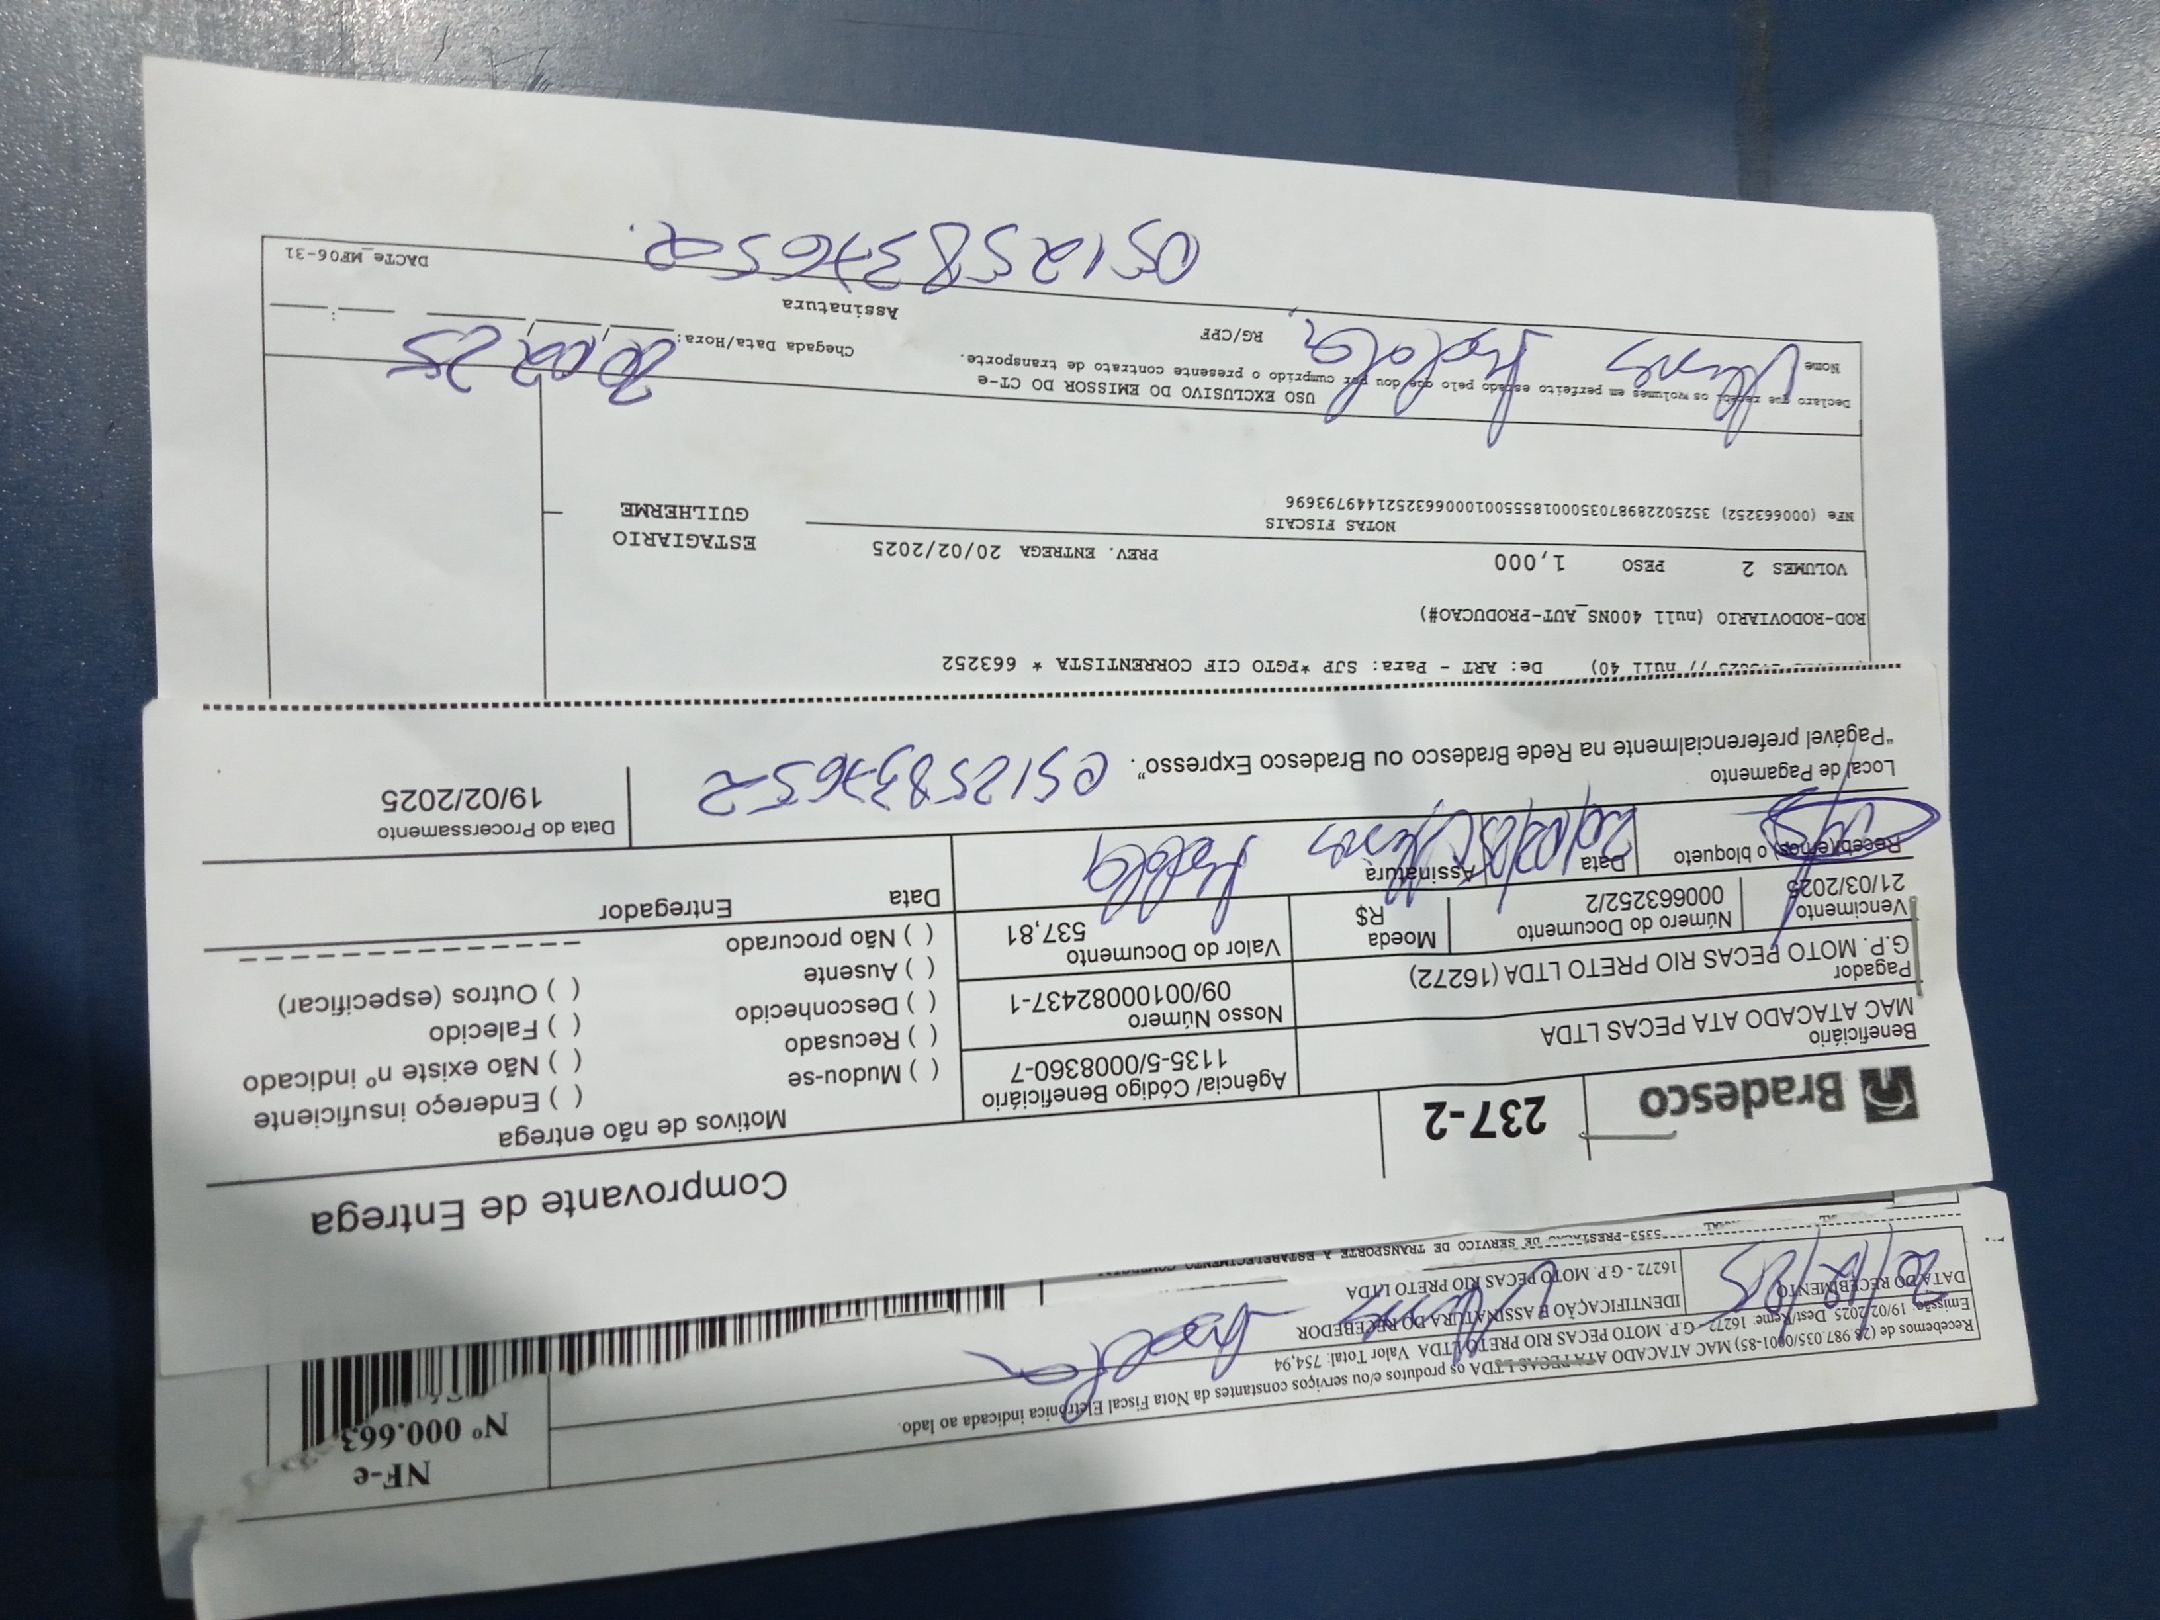 Recebemos de (28.987.035/0001-85) MAC ATACADO ATA PECAS LTDA os produtos e/ou serviços constantes da Nota Fiscal Eletrônica indicada ao lado.
Emissão: 19/02/2025 Dest/Reme: 16272 - G.P. MOTO PECAS RIO PRETO LTDA Valor Total: 754,94
DATA DO RECEBIMENTO
IDENTIFICAÇÃO E ASSINATURA DO RECEBEDOR
16272 - G.P. MOTO PECAS RIO PRETO LTDA
NF-e
Nº 000.663
5353-PRESTACAO DE SERVICO DE TRANSPORTE A ESTABELECIMENTO
Comprovante de Entrega
Bradesco
237-2
Beneficiário
MAC ATACADO ATA PECAS LTDA
Agência/ Código Beneficiário
1135-5/0008360-7
Motivos de não entrega
( ) Mudou-se
( ) Endereço insuficiente
( ) Recusado
( ) Não existe nº indicado
( ) Desconhecido
( ) Falecido
( ) Ausente
( ) Outros (especificar)
( ) Não procurado
Pagador
G.P. MOTO PECAS RIO PRETO LTDA (16272)
Nosso Número
09/00100082437-1
Vencimento
21/03/2025
Número do Documento
000663252/2
Moeda
R$
Valor do Documento
537,81
Data
Entregador
Recebi(emos) o bloqueto
Data
Assinatura
Local de Pagamento
"Pagável preferencialmente na Rede Bradesco ou Bradesco Expresso".
05125837652
Data do Procerssamento
19/02/2025
null 40) De: ART - Para: SJP *PGTO CIF CORRENTISTA * 663252
ROD-RODOVIARIO (null 400NS_AUT-PRODUCAO#)
VOLUMES 2 PESO 1,000 PREV. ENTREGA 20/02/2025
ESTAGIARIO
GUILHERME
NOTAS FISCAIS
NFe (000663252) 35250228987035000185550010006632521449793696
USO EXCLUSIVO DO EMISSOR DO CT-e
Declaro que recebi os volumes em perfeito estado pelo que dou por cumprido o presente contrato de transporte.
Nome
RG/CPF
Chegada Data/Hora:
20 02 25
Assinatura
05125837652
DACTe_MF06-31